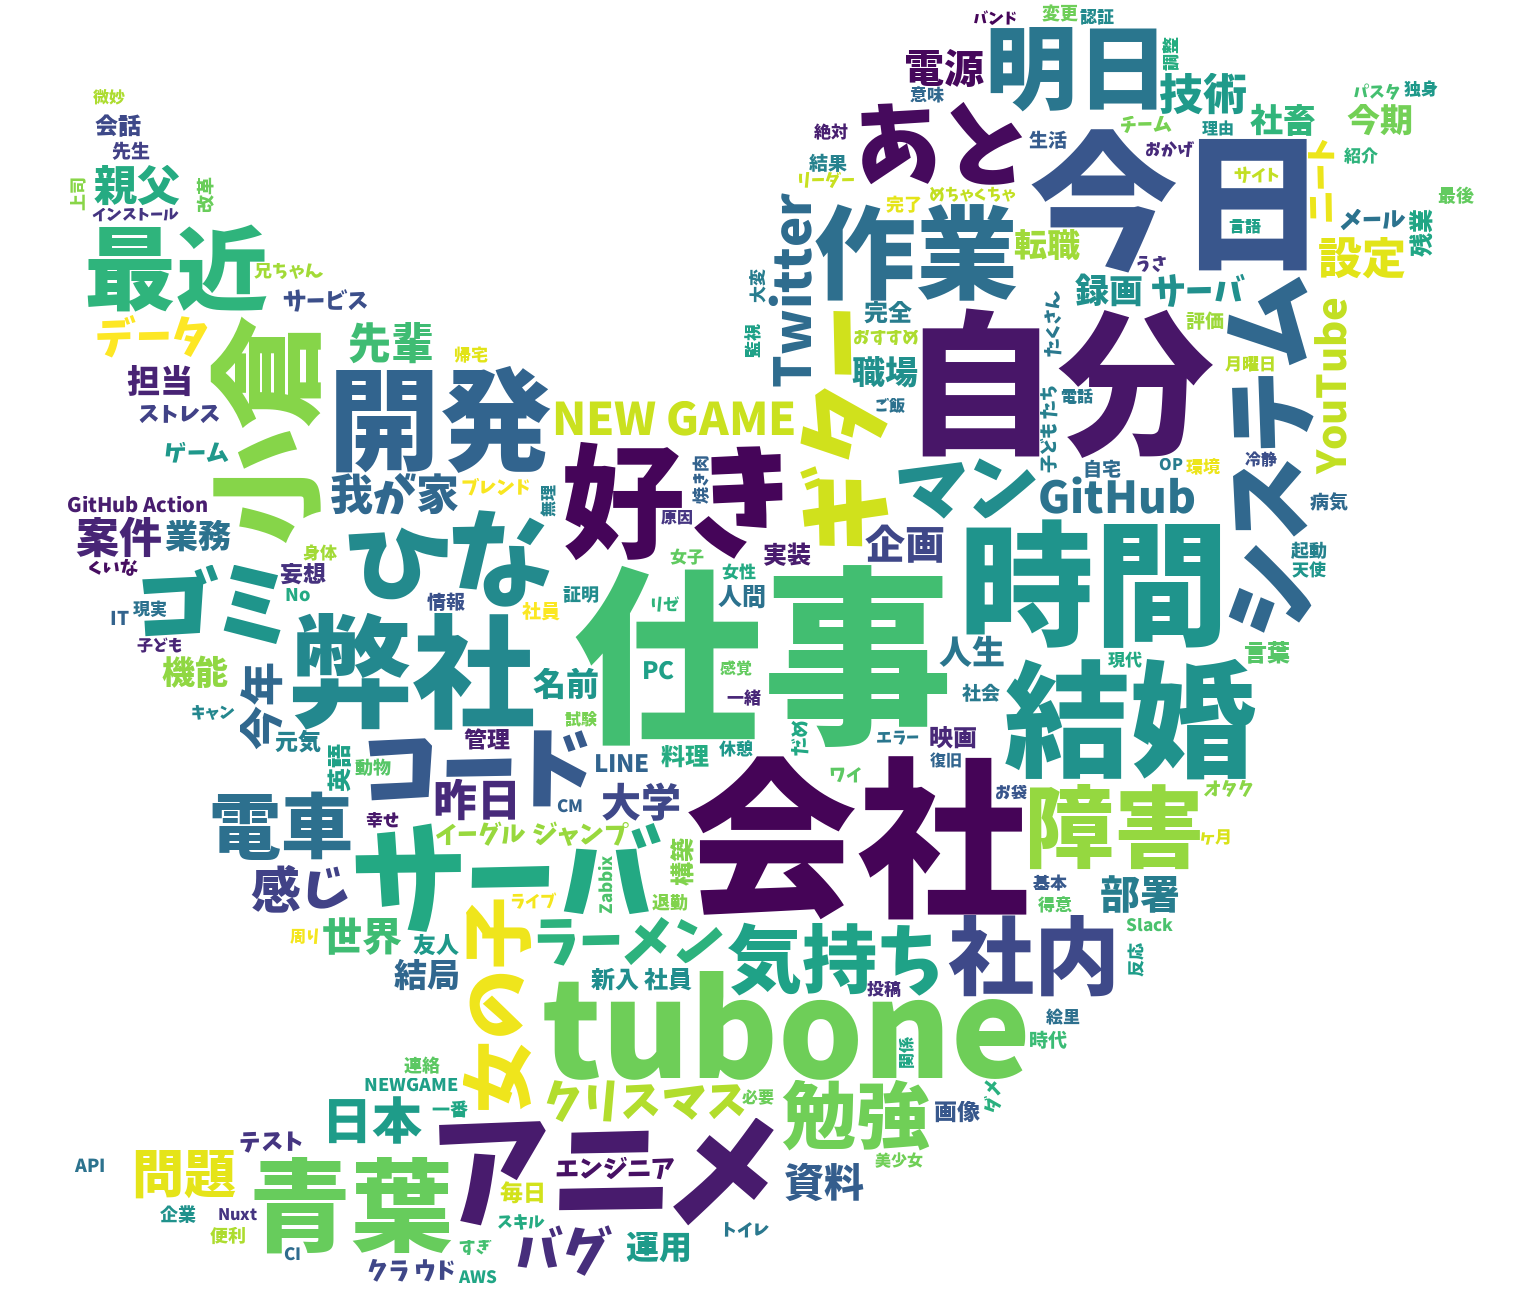 バンド
変更
認証
明日
調整
電源
意味
技術
パスタ
独身
微妙
会話
先生
絶対
あと
生活
チーム
おかげ
理由
社畜
今期
親父
上司
改革
インストール
結果
リーダー
完了
めちゃくちゃ
今日
サイト
言語
ニート
紹介
最後
メール
残業
最近
兄ちゃん
サービス
Twitter
作業
転職
うさ
設定
大変
監視
完全
録画
サーバ
たくさん
評価
システム
YouTube
データ
小倉
先輩
帰宅
おすすめ
職場
自分
月曜日
担当
ストレス
開発
NEW GAME
ギター
ご飯
子どもたち
電話
ゲーム
好き
焼き肉
マン
自宅
OP
環境
冷静
GitHub
病気
我が家
ブレンド
無理
原因
GitHub Action
案件
業務
くいな
身体
ひな
女子
実装
企画
時間
起動
天使
ゴミ
妄想
No
情報
証明
女性
人間
IT
現実
社員
リゼ
仕事
子ども
機能
弊社
名前
PC
感覚
一緒
人生
現代
言葉
社会
結婚
今年
キャン
元気
試験
管理
料理
休憩
ため
エラー
映画
復旧
英語
動物
コード
LINE
ワイ
昨日
CM
大学
会社
お袋
障害
オタク
電車
幸せ
イーグル ジャンプ
ヶ月
感じ
サーバ
構築
Zabbix
退勤
基本
得意
部署
ライブ
Slack
周り
世界
友人
女の子
ラーメン
気持ち
社内
反応
結局
新入 社員
投稿
tubone
絵里
時代
関係
連絡
NEWGAME
クリスマス
必要
勉強
画像
ダメ
日本
一番
アニメ
エンジニア
美少女
テスト
API
問題
青葉
毎日
資料
企業
Nuxt
便利
スキル
CI
すぎ
バグ
運用
トイレ
クラウド
AWS